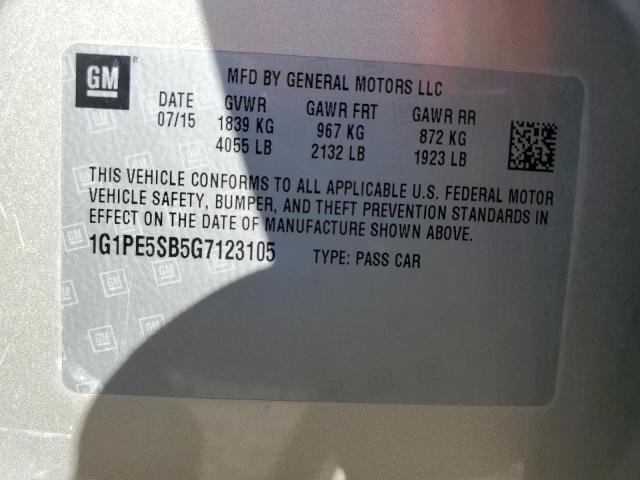 GM
MFD BY GENERAL MOTORS LLC
DATE GVWR GAWR FRT GAWR RR
07/15 1839 KG 967 KG 872 KG
4055 LB 2132 LB 1923 LB
THIS VEHICLE CONFORMS TO ALL APPLICABLE U.S. FEDERAL MOTOR
VEHICLE SAFETY, BUMPER, AND THEFT PREVENTION STANDARDS IN
EFFECT ON THE DATE OF MANUFACTURE SHOWN ABOVE.
1G1PE5SB5G7123105 TYPE: PASS CAR